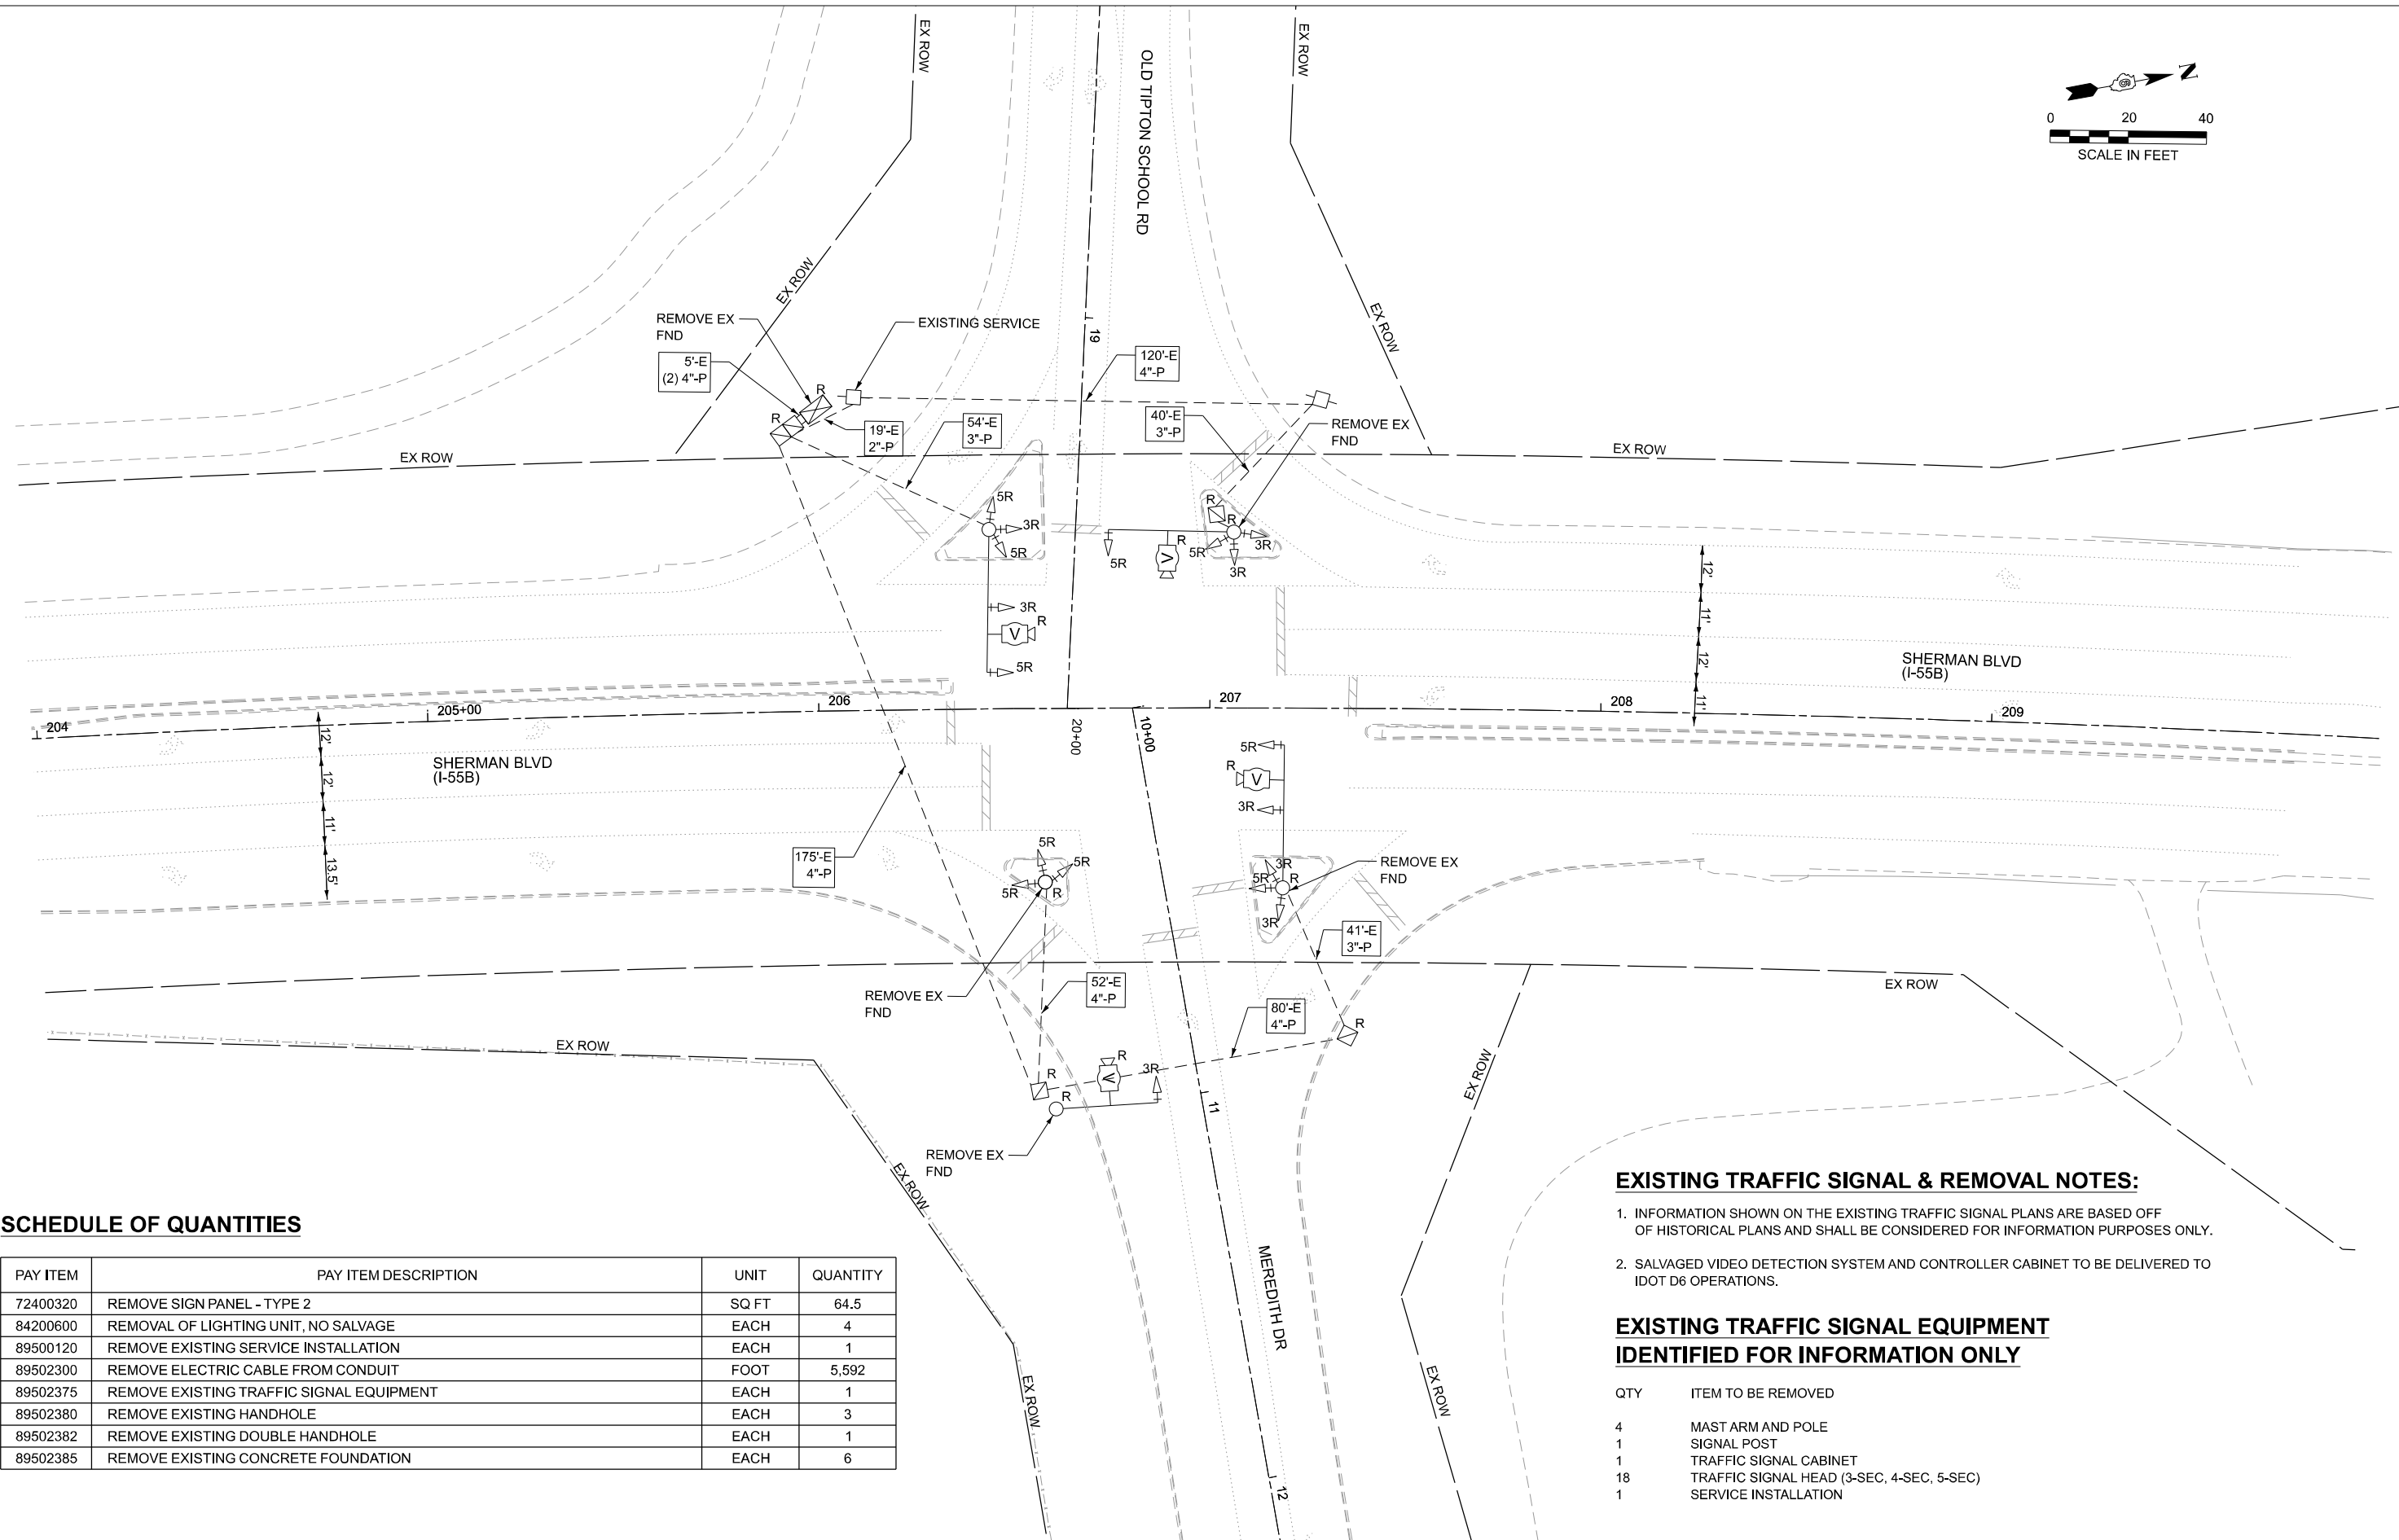 EX ROW
EX ROW
OLD TIPTON SCHOOL RD
N
0 20 40
SCALE IN FEET
EX ROW
EX ROW
REMOVE EX
FND
EXISTING SERVICE
19
5'-E
(2) 4"-P
120'-E
4"-P
R
R
19'-E
2"-P
54'-E
3"-P
40'-E
3"-P
REMOVE EX
FND
EX ROW
EX ROW
5R
3R
5R
R
R
5R
3R
3R
5R
R
V
3R
V
R
5R
12'
11'
12'
11'
SHERMAN BLVD
(I-55B)
204
205+00
206
207
208
209
20+00
10+00
12'
12'
11'
13.5'
SHERMAN BLVD
(I-55B)
5R
R
V
3R
175'-E
4"-P
5R
5R
5R
R
3R
R
5R
3R
REMOVE EX
FND
41'-E
3"-P
REMOVE EX
FND
52'-E
4"-P
80'-E
4"-P
EX ROW
EX ROW
R
R
V
3R
R
R
11
EX ROW
REMOVE EX
FND
EX ROW
EX ROW
EX ROW
MEREDITH DR
12
SCHEDULE OF QUANTITIES
PAY ITEM PAY ITEM DESCRIPTION UNIT QUANTITY
72400320 REMOVE SIGN PANEL - TYPE 2 SQ FT 64.5
84200600 REMOVAL OF LIGHTING UNIT, NO SALVAGE EACH 4
89500120 REMOVE EXISTING SERVICE INSTALLATION EACH 1
89502300 REMOVE ELECTRIC CABLE FROM CONDUIT FOOT 5,592
89502375 REMOVE EXISTING TRAFFIC SIGNAL EQUIPMENT EACH 1
89502380 REMOVE EXISTING HANDHOLE EACH 3
89502382 REMOVE EXISTING DOUBLE HANDHOLE EACH 1
89502385 REMOVE EXISTING CONCRETE FOUNDATION EACH 6
EXISTING TRAFFIC SIGNAL & REMOVAL NOTES:
1. INFORMATION SHOWN ON THE EXISTING TRAFFIC SIGNAL PLANS ARE BASED OFF
OF HISTORICAL PLANS AND SHALL BE CONSIDERED FOR INFORMATION PURPOSES ONLY.
2. SALVAGED VIDEO DETECTION SYSTEM AND CONTROLLER CABINET TO BE DELIVERED TO
IDOT D6 OPERATIONS.
EXISTING TRAFFIC SIGNAL EQUIPMENT
IDENTIFIED FOR INFORMATION ONLY
QTY ITEM TO BE REMOVED
4 MAST ARM AND POLE
1 SIGNAL POST
1 TRAFFIC SIGNAL CABINET
18 TRAFFIC SIGNAL HEAD (3-SEC, 4-SEC, 5-SEC)
1 SERVICE INSTALLATION